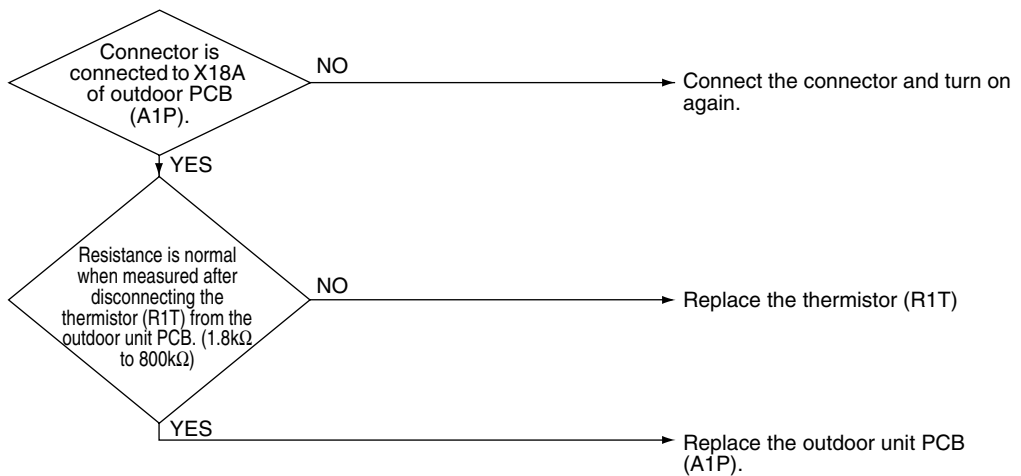 Connector is
connected to X18A
of outdoor PCB
(A1P).
NO
Connect the connector and turn on
again.
YES
Resistance is normal
when measured after
disconnecting the
thermistor (R1T) from the
outdoor unit PCB. (1.8kΩ
to 800kΩ)
NO
Replace the thermistor (R1T)
YES
Replace the outdoor unit PCB
(A1P).